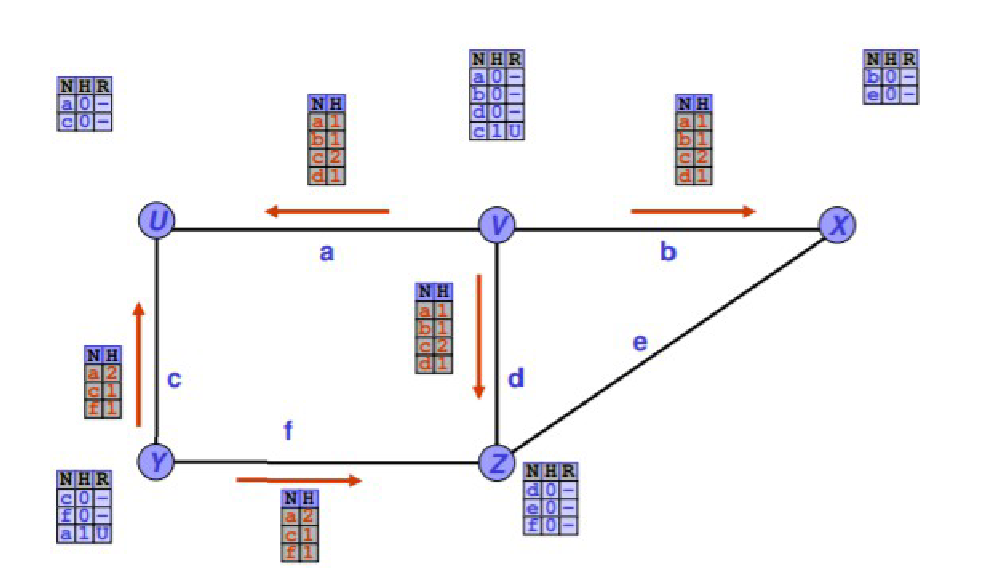 N H R
a 0 -
c 0 -
N H
a 1
b 1
c 2
d 1
N H R
a 0 -
b 0 -
d 0 -
c 1 U
N H
a 1
b 1
c 2
d 1
N H R
b 0 -
e 0 -
U
V
X
a
b
N H
a 1
b 1
c 2
d 1
e
N H
a 2
c 1
f 1
c
d
f
Y
Z
N H R
c 0 -
f 0 -
a 1 U
N H
a 2
c 1
f 1
N H R
d 0 -
e 0 -
f 0 -